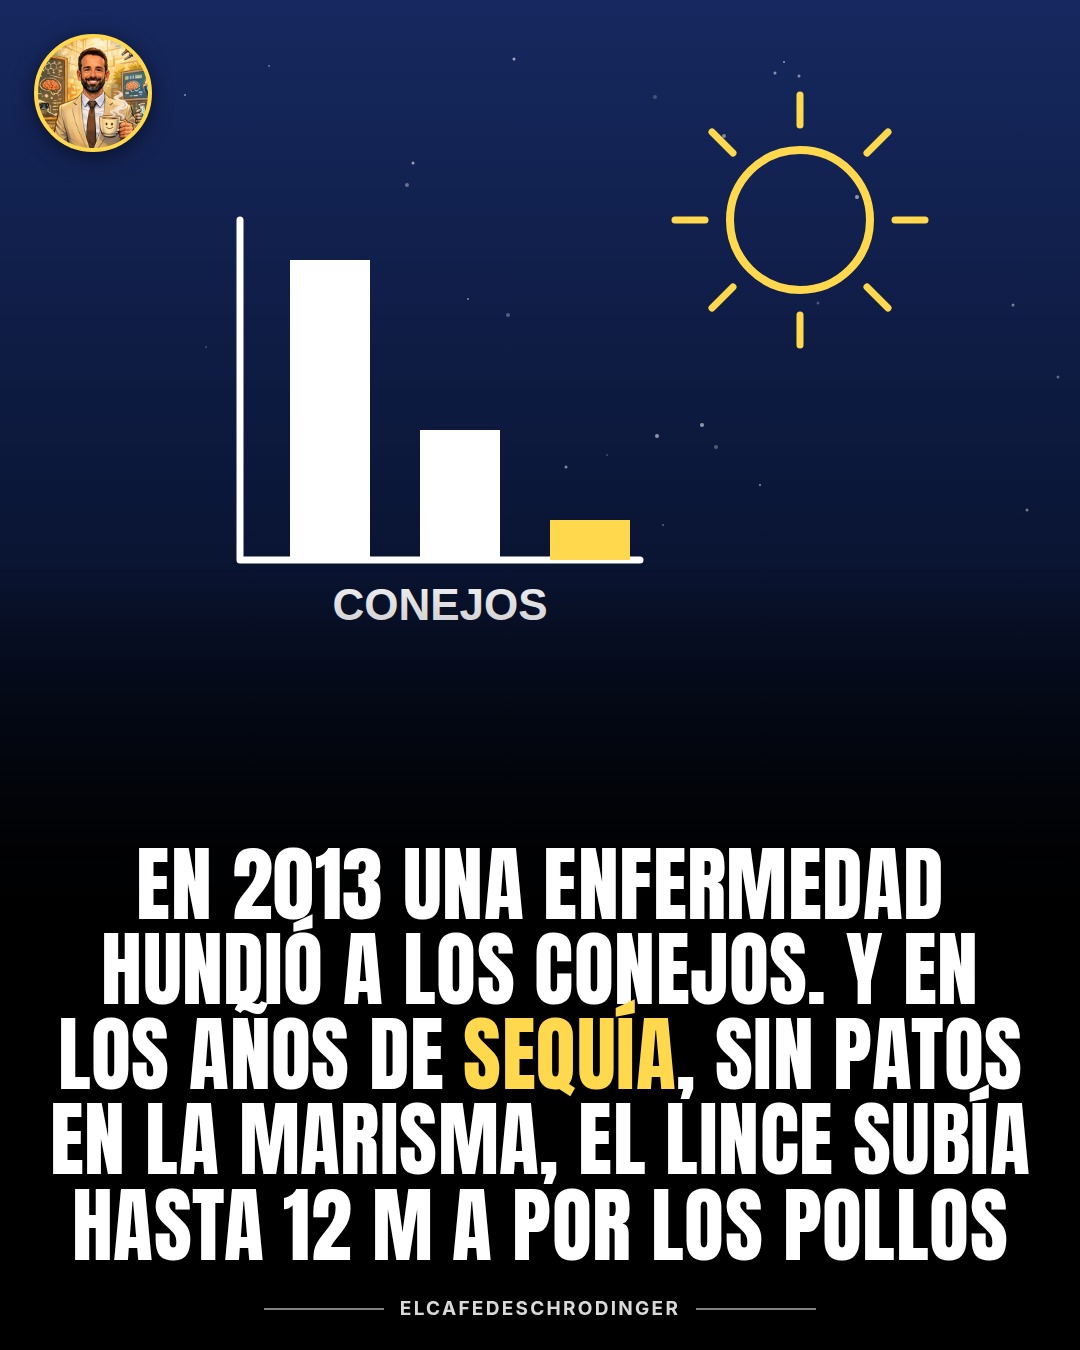 CONEJOS
EN 2013 UNA ENFERMEDAD
HUNDIÓ A LOS CONEJOS. Y EN
LOS AÑOS DE SEQUÍA, SIN PATOS
EN LA MARISMA, EL LINCE SUBÍA
HASTA 12 M A POR LOS POLLOS
ELCAFEDESCHRODINGER